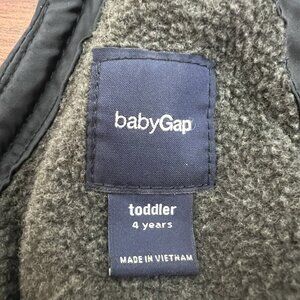 babyGap
toddler
4 years
MADE IN VIETNAM